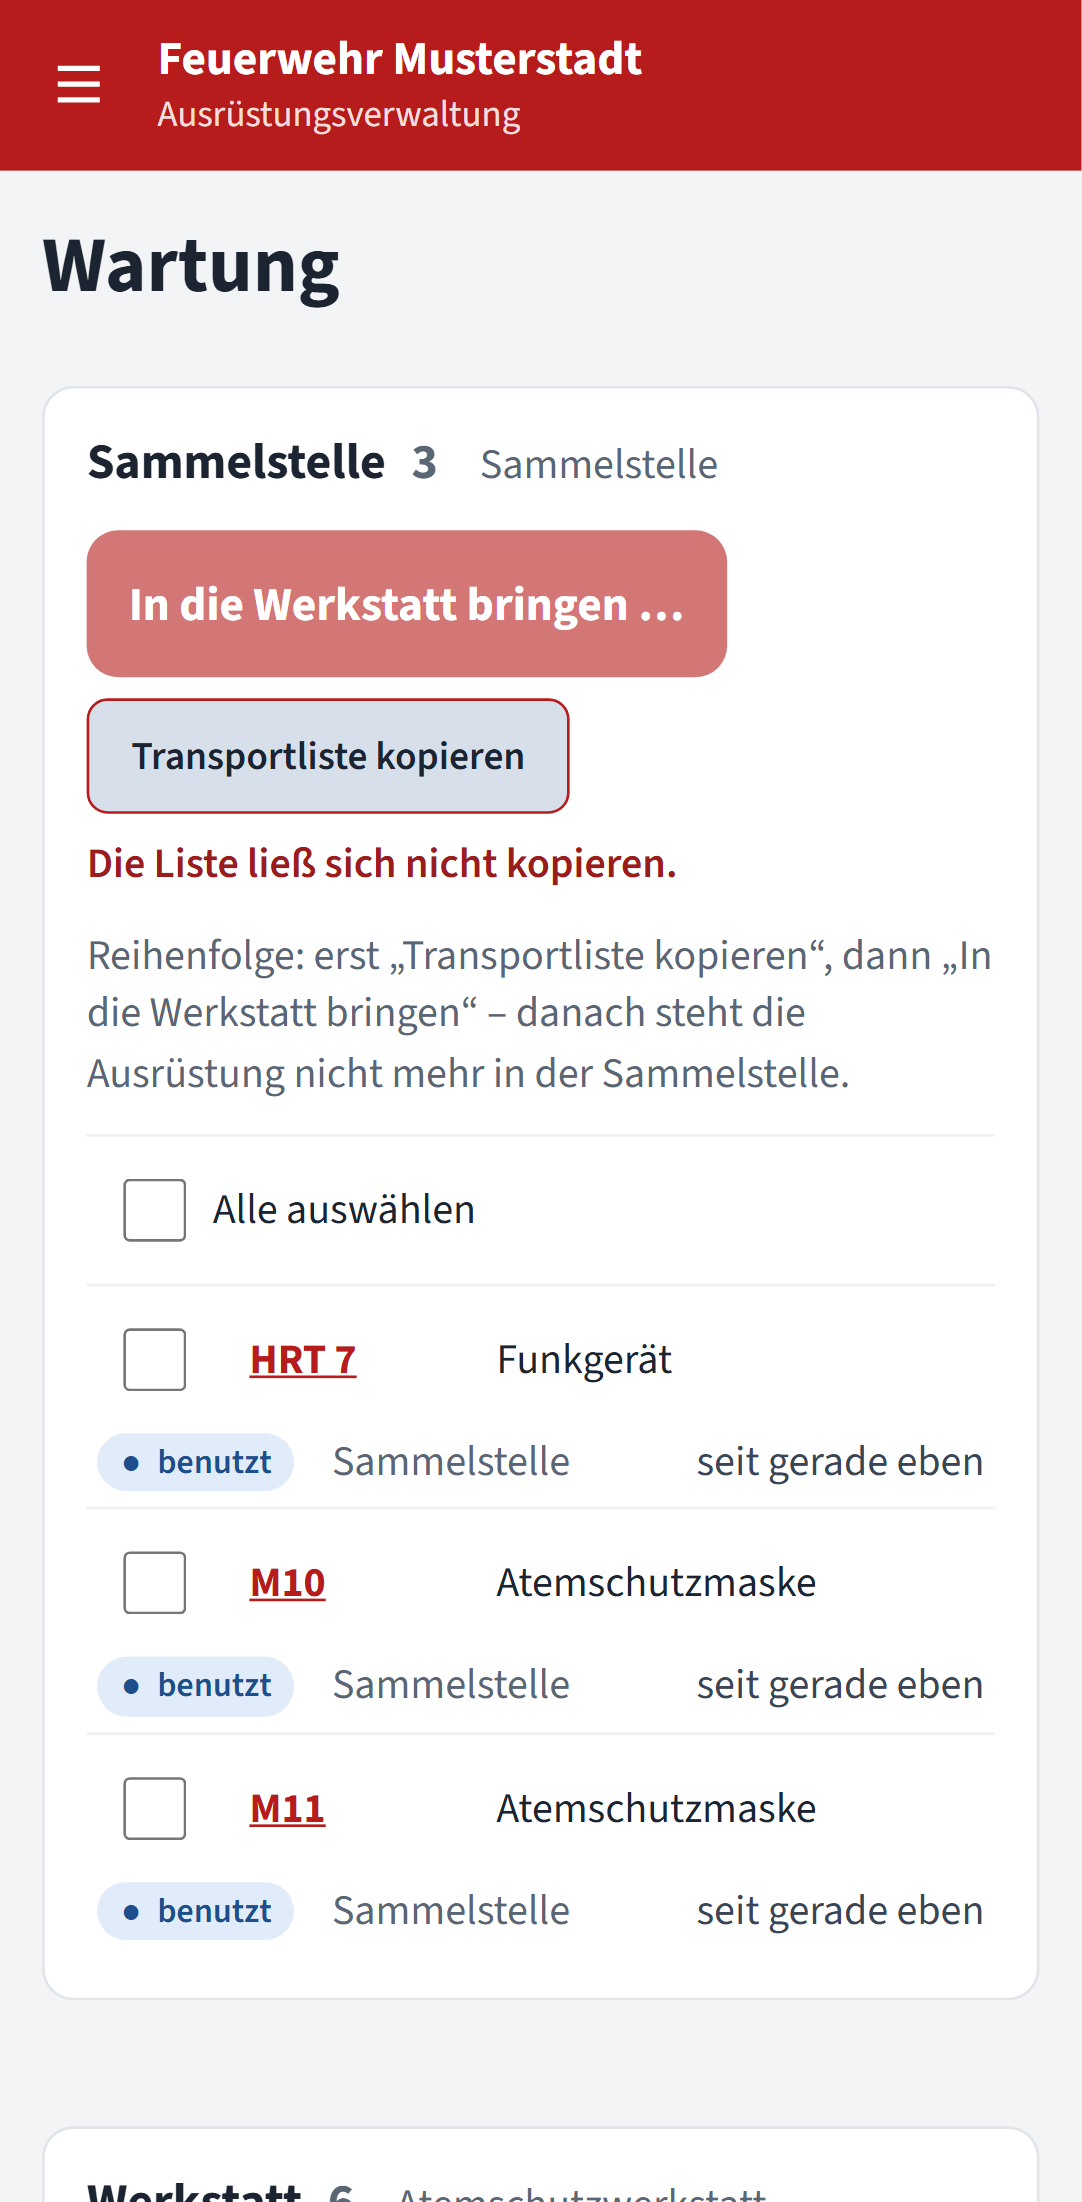 Feuerwehr Musterstadt
Ausrüstungsverwaltung
Wartung
Sammelstelle 3 Sammelstelle
In die Werkstatt bringen …
Transportliste kopieren
Die Liste ließ sich nicht kopieren.
Reihenfolge: erst „Transportliste kopieren“, dann „In
die Werkstatt bringen“ – danach steht die
Ausrüstung nicht mehr in der Sammelstelle.
Alle auswählen
HRT 7 Funkgerät
benutzt Sammelstelle seit gerade eben
M10 Atemschutzmaske
benutzt Sammelstelle seit gerade eben
M11 Atemschutzmaske
benutzt Sammelstelle seit gerade eben
Werkstatt 6 Atemschutzwerkstatt